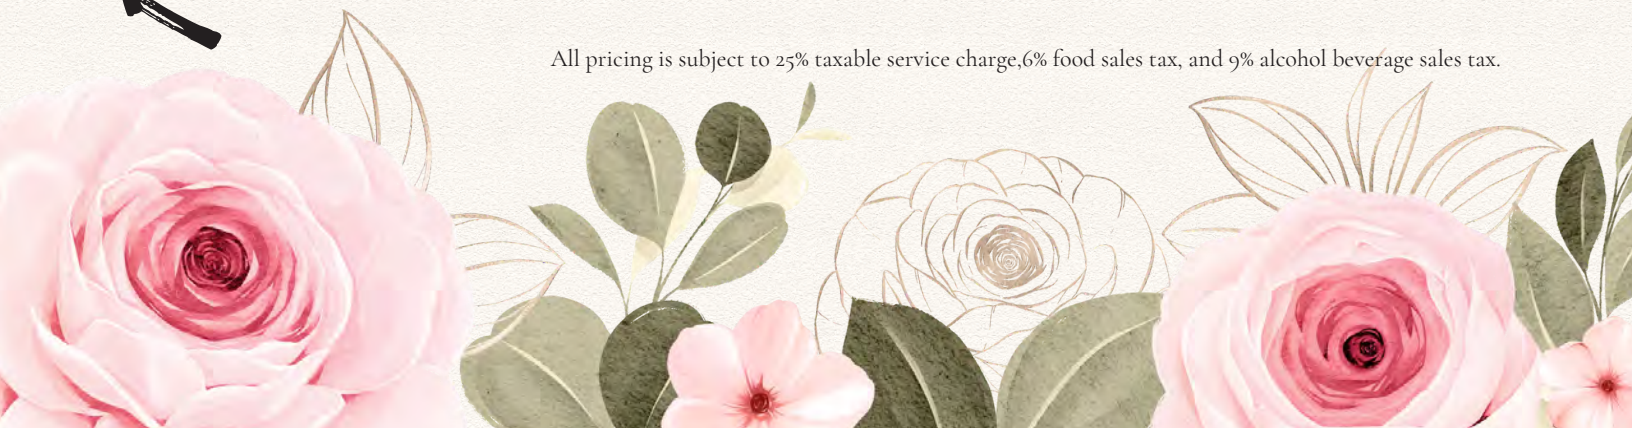 All pricing is subject to 25% taxable service charge,6% food sales tax, and 9% alcohol beverage sales tax.